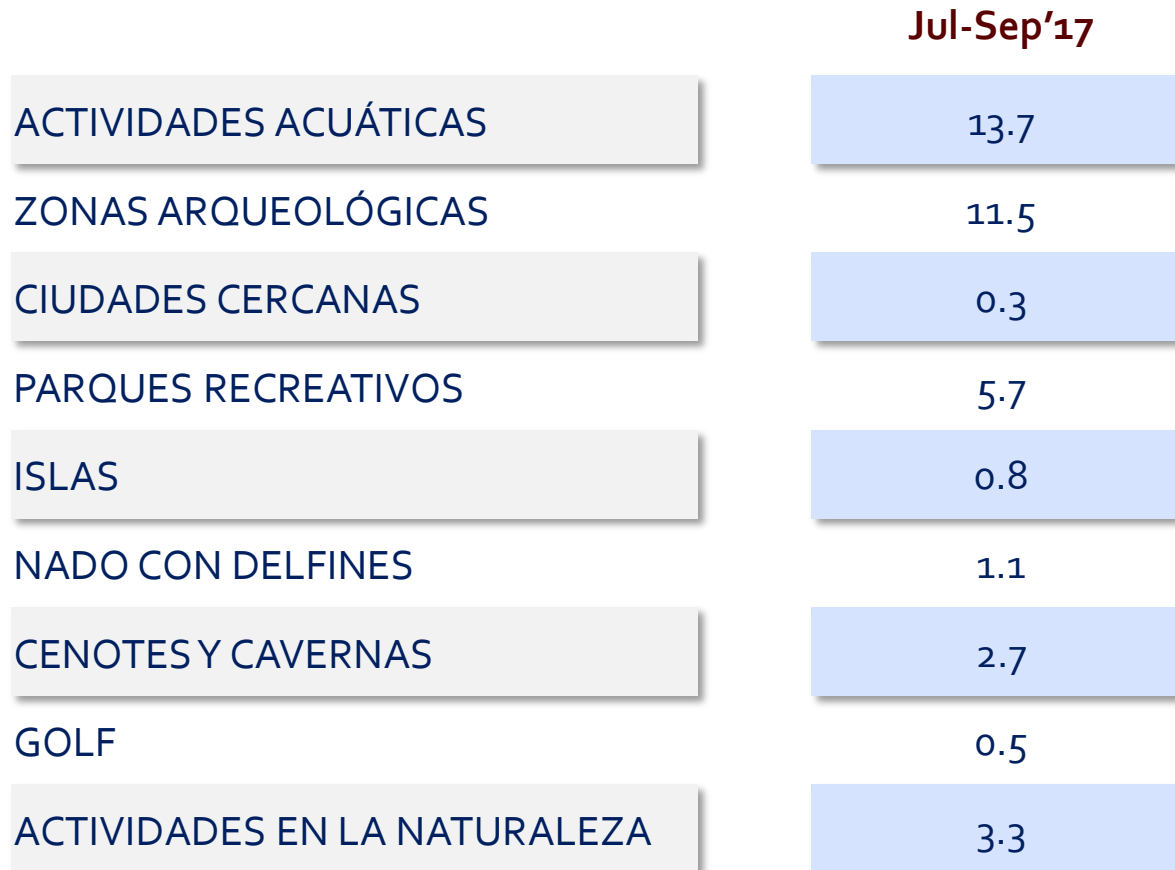 Jul-Sep’17
ACTIVIDADES ACUÁTICAS 13.7
ZONAS ARQUEOLÓGICAS 11.5
CIUDADES CERCANAS 0.3
PARQUES RECREATIVOS 5.7
ISLAS 0.8
NADO CON DELFINES 1.1
CENOTES Y CAVERNAS 2.7
GOLF 0.5
ACTIVIDADES EN LA NATURALEZA 3.3